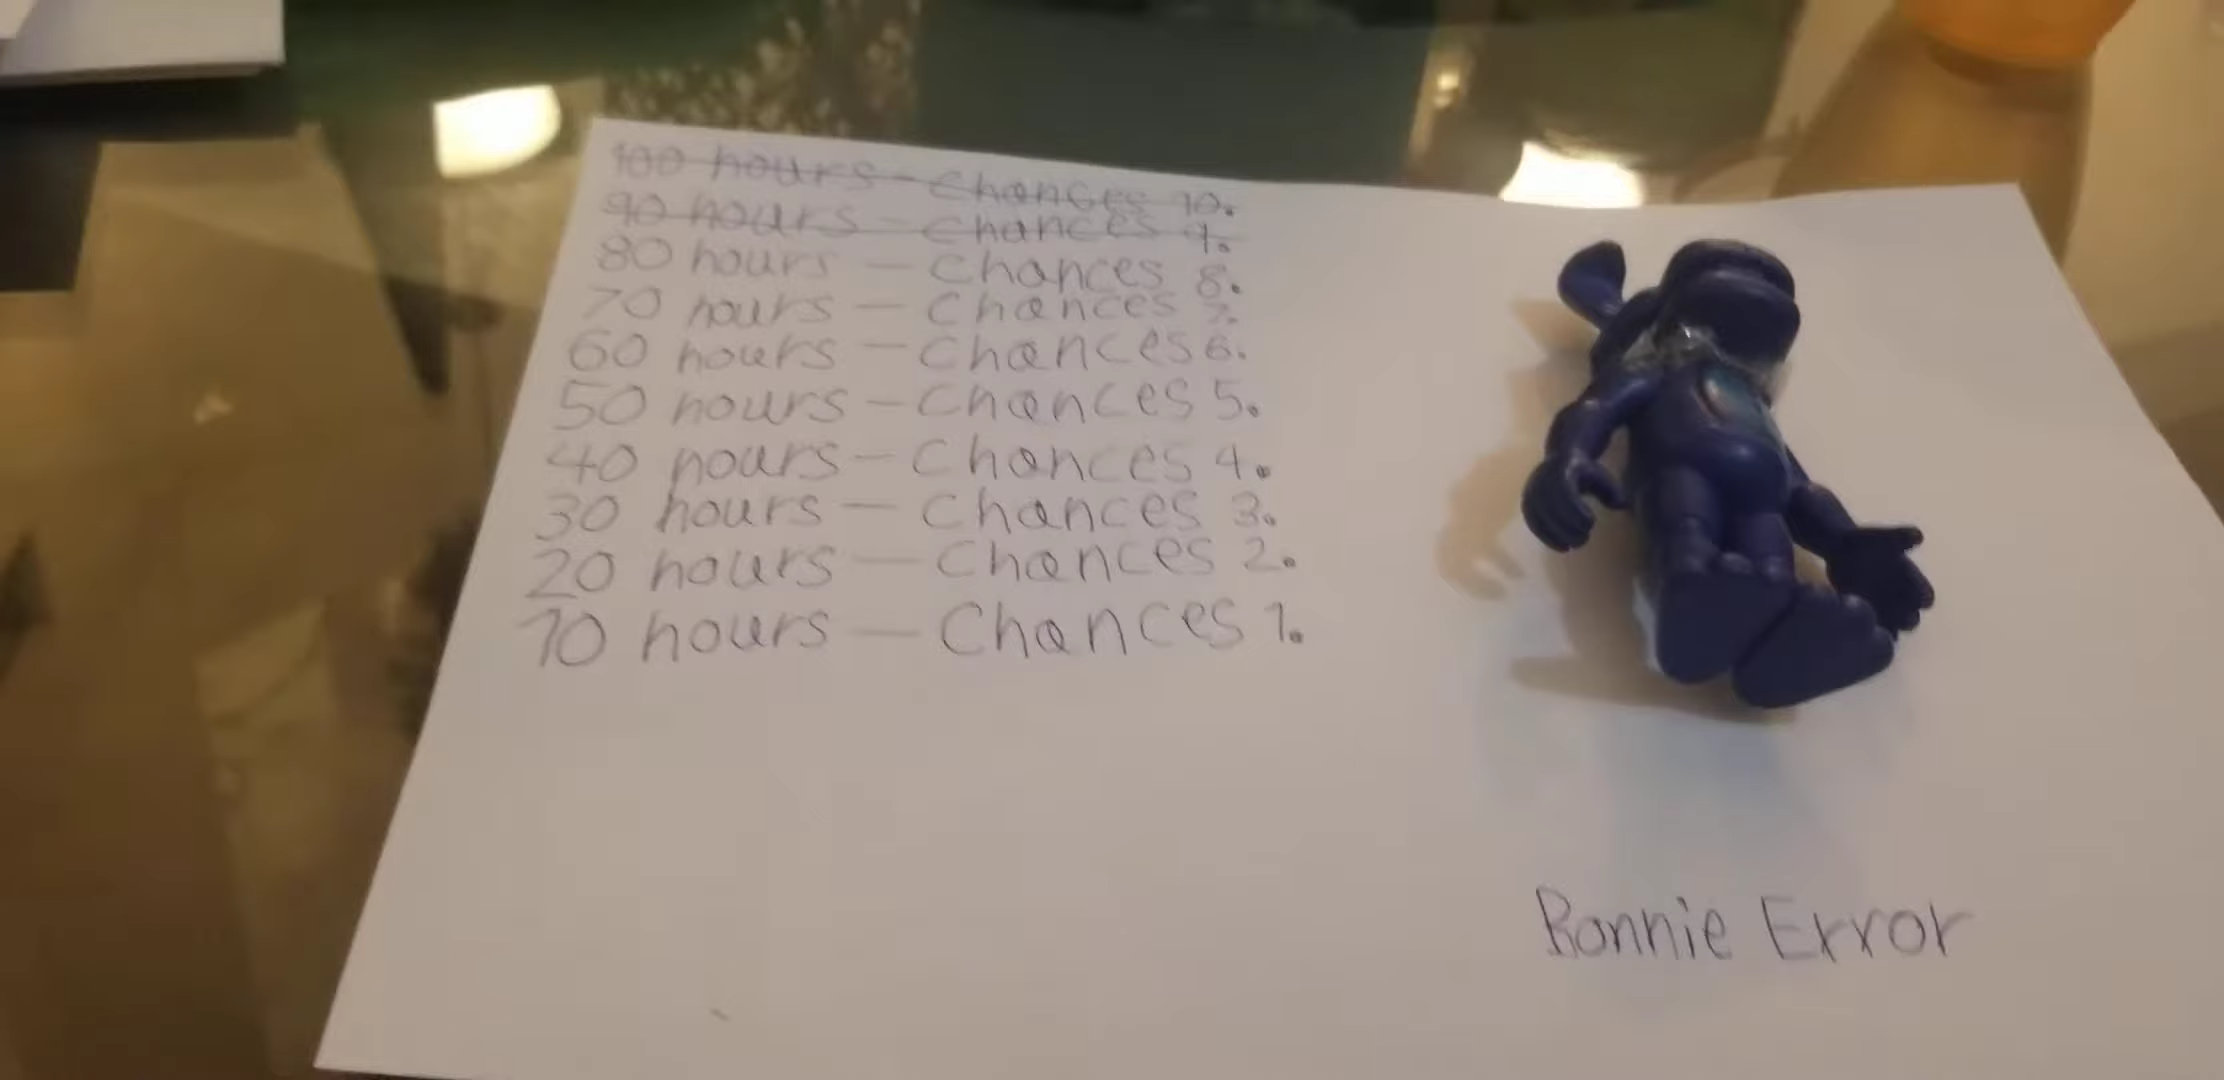 100 hours - Chances 10.
90 hours - Chances 9.
80 hours - Chances 8.
70 hours - Chances 7.
60 hours - Chances 6.
50 hours - Chances 5.
40 hours - Chances 4.
30 hours - Chances 3.
20 hours - Chances 2.
10 hours - Chances 1.
Ronnie Error